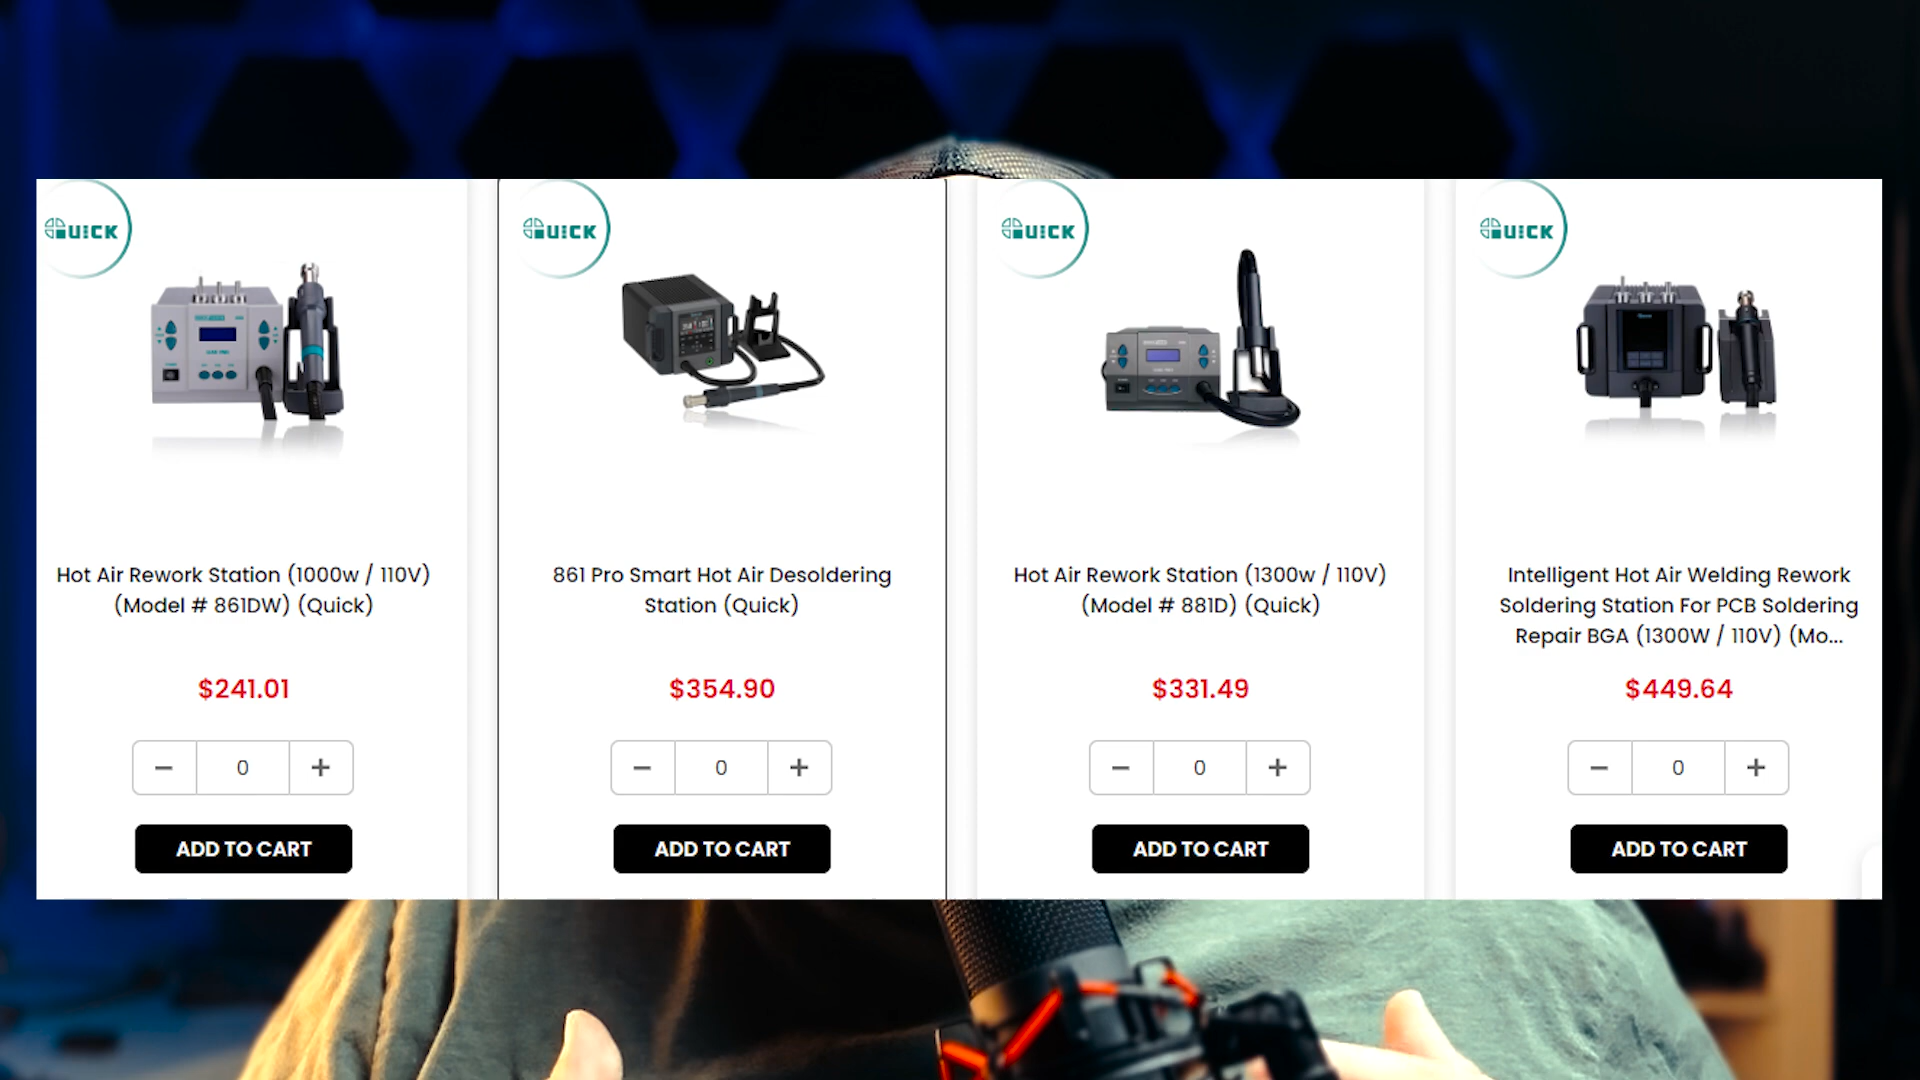 QUICK
QUICK
QUICK
QUICK
Hot Air Rework Station (1000w / 110V)
(Model # 861DW) (Quick)
$241.01
0
ADD TO CART
861 Pro Smart Hot Air Desoldering
Station (Quick)
$354.90
0
ADD TO CART
Hot Air Rework Station (1300w / 110V)
(Model # 881D) (Quick)
$331.49
0
ADD TO CART
Intelligent Hot Air Welding Rework
Soldering Station For PCB Soldering
Repair BGA (1300W / 110V) (Mo...
$449.64
0
ADD TO CART